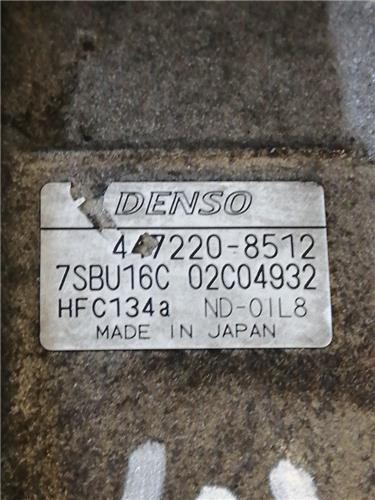 DENSO
447220-8512
7SBU16C 02C04932
HFC134a ND-OIL8
MADE IN JAPAN